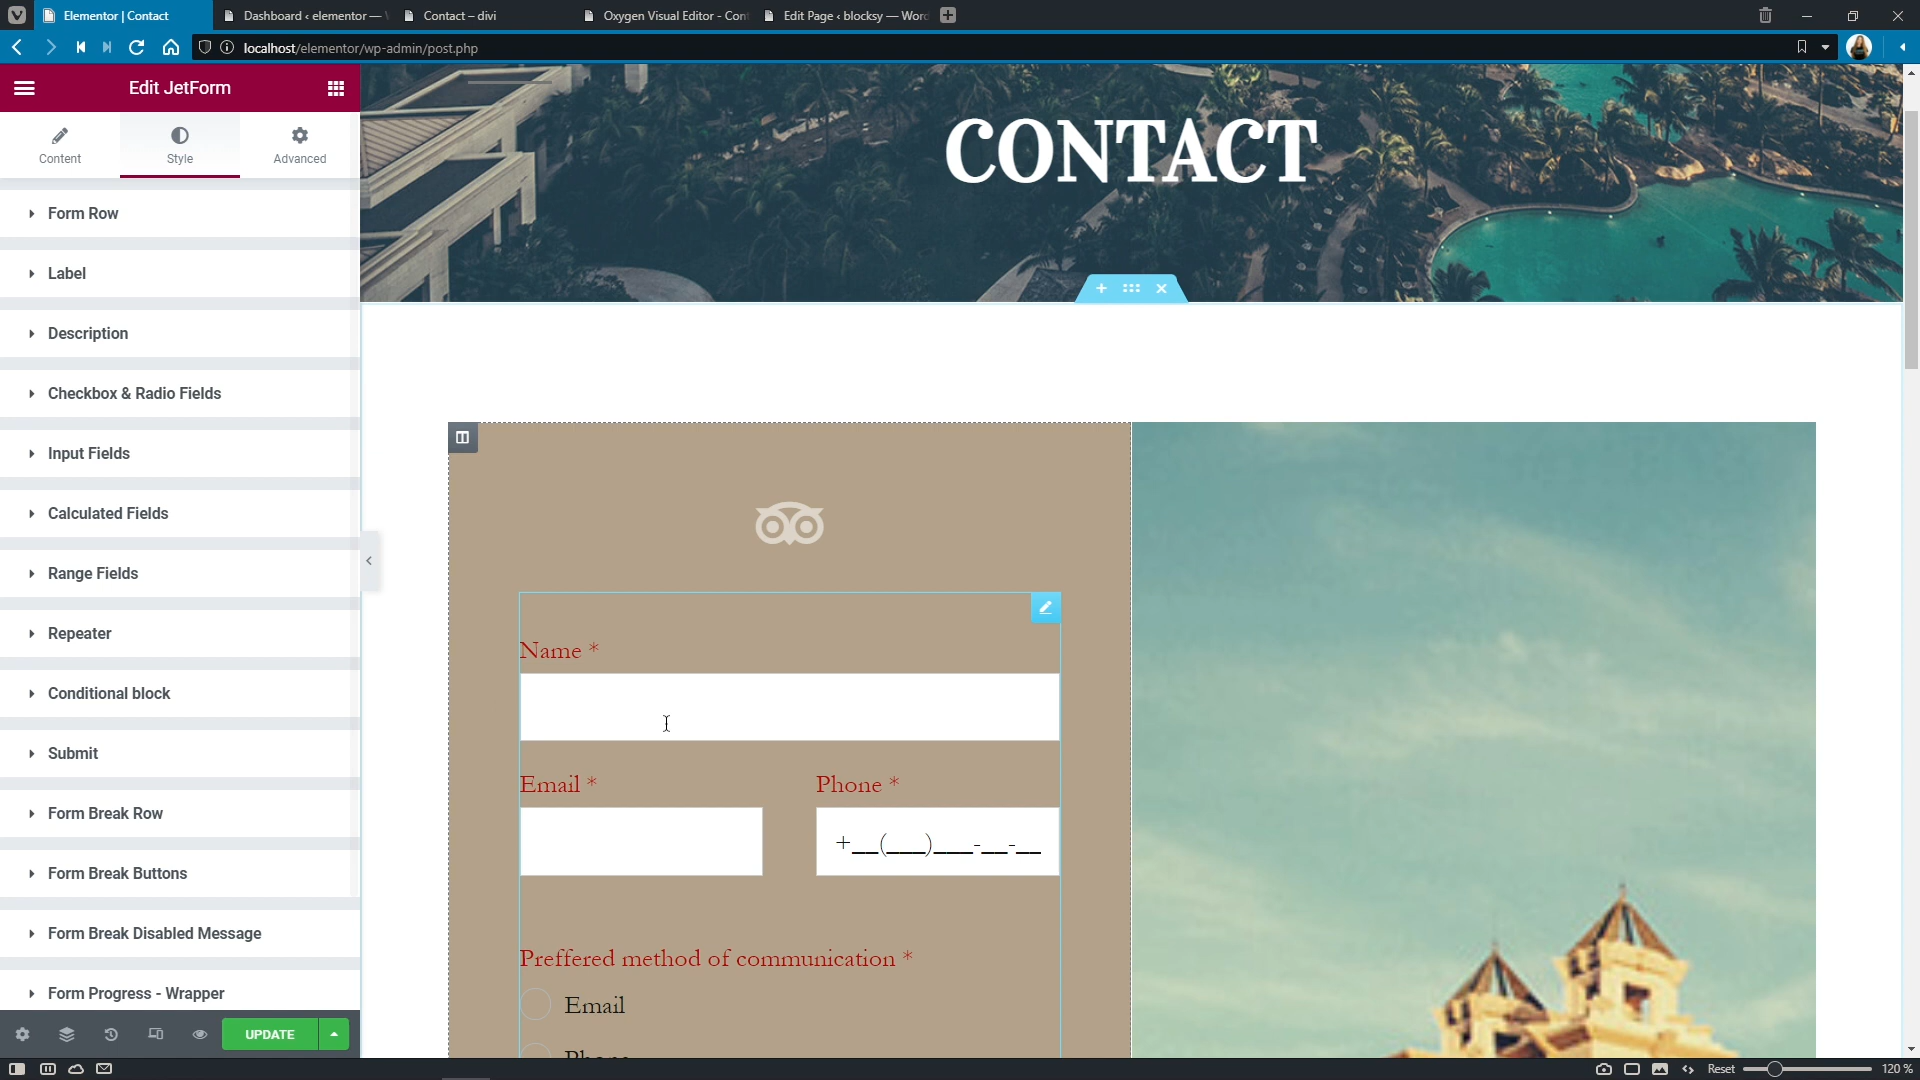 Elementor | Contact
Dashboard ‹ elementor —
Contact – divi
Oxygen Visual Editor - Cont
Edit Page ‹ blocksy — Word
localhost/elementor/wp-admin/post.php
Edit JetForm
Content
Style
Advanced
Form Row
Label
Description
Checkbox & Radio Fields
Input Fields
Calculated Fields
Range Fields
Repeater
Conditional block
Submit
Form Break Row
Form Break Buttons
Form Break Disabled Message
Form Progress - Wrapper
UPDATE
CONTACT
Name *
Email *
Phone *
+__(___)___-__-__
Preffered method of communication *
Email
Phone
Reset
120 %